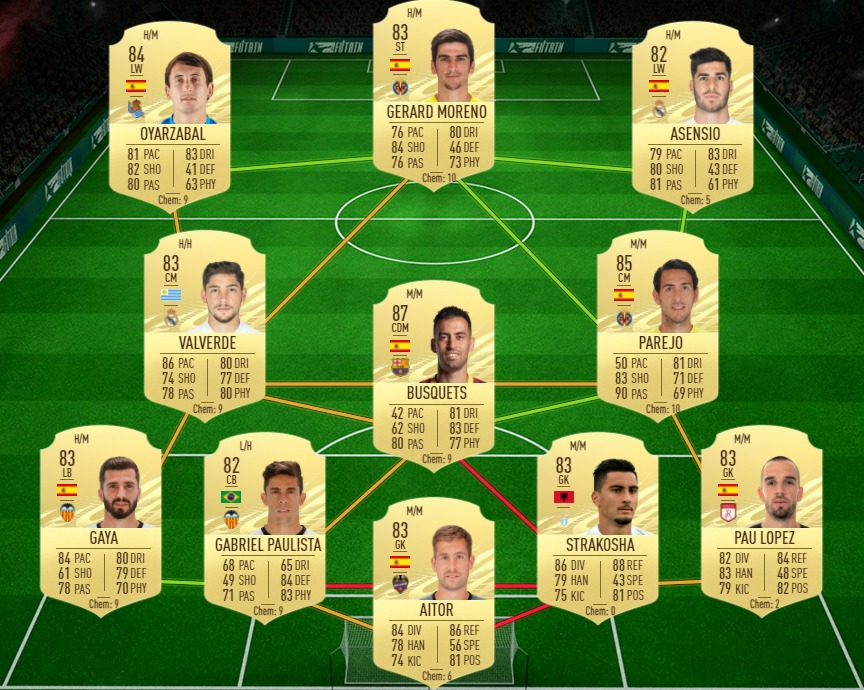 FUTBIN
FUTBIN
H/M
84
LW
OYARZABAL
81 PAC 83 DRI
82 SHO 41 DEF
80 PAS 63 PHY
Chem: 9
H/M
83
ST
GERARD MORENO
76 PAC 80 DRI
84 SHO 46 DEF
76 PAS 73 PHY
Chem: 10
H/M
82
LW
ASENSIO
79 PAC 83 DRI
80 SHO 43 DEF
81 PAS 61 PHY
Chem: 5
H/H
83
CM
VALVERDE
86 PAC 80 DRI
74 SHO 77 DEF
78 PAS 80 PHY
Chem: 9
M/M
87
CDM
BUSQUETS
42 PAC 81 DRI
62 SHO 83 DEF
80 PAS 77 PHY
Chem: 9
M/M
85
CM
PAREJO
50 PAC 81 DRI
83 SHO 71 DEF
90 PAS 69 PHY
Chem: 10
H/M
83
LB
GAYA
84 PAC 80 DRI
61 SHO 79 DEF
78 PAS 70 PHY
Chem: 9
L/H
82
CB
GABRIEL PAULISTA
68 PAC 65 DRI
49 SHO 84 DEF
71 PAS 83 PHY
Chem: 9
M/M
83
GK
AITOR
84 DIV 86 REF
78 HAN 56 SPE
74 KIC 81 POS
Chem: 6
M/M
83
GK
STRAKOSHA
86 DIV 88 REF
79 HAN 43 SPE
75 KIC 81 POS
Chem: 0
M/M
83
GK
PAU LOPEZ
82 DIV 84 REF
83 HAN 48 SPE
79 KIC 82 POS
Chem: 2